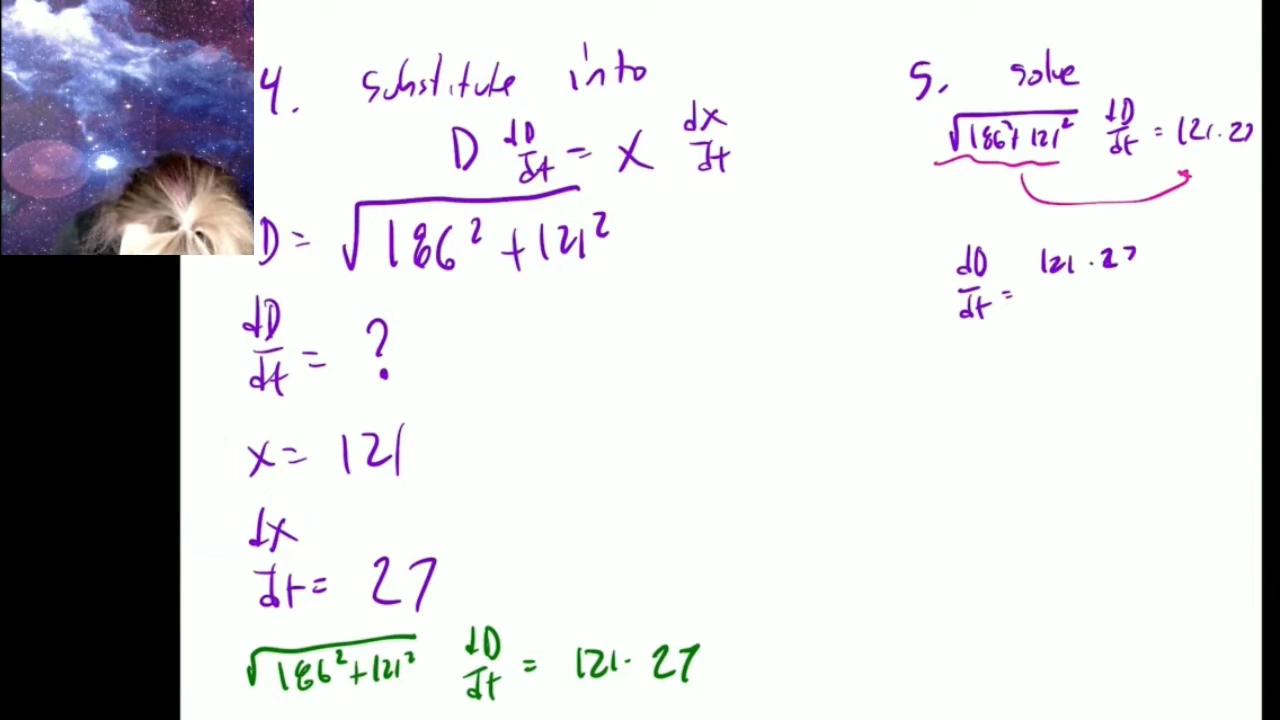 4. substitute into
D dD/dt = x dx/dt
D = √(186² + 121²)
dD/dt = ?
x = 121
dx/dt = 27
√(186² + 121²) dD/dt = 121 · 27
5. solve
√(186² + 121²) dD/dt = 121 · 27
dD/dt = 121 · 27